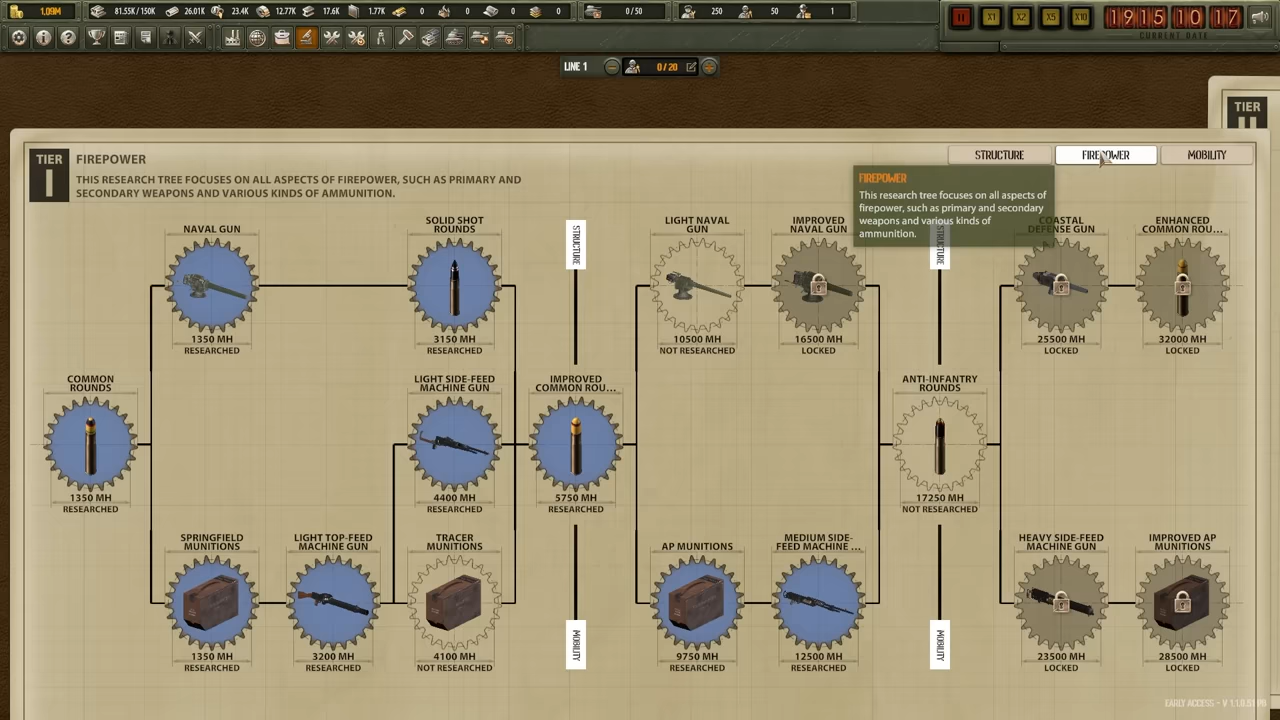 1.09M 81.55K / 150K 26.01K 23.4K 12.77K 17.6K 1.77K 0 0 0 0 0 / 50 250 50 1
X1 X2 X5 X10 1915 10 17
CURRENT DATE
LINE 1 0 / 20
TIER
TIER
I
FIREPOWER
THIS RESEARCH TREE FOCUSES ON ALL ASPECTS OF FIREPOWER, SUCH AS PRIMARY AND
SECONDARY WEAPONS AND VARIOUS KINDS OF AMMUNITION.
STRUCTURE FIREPOWER MOBILITY
FIREPOWER
This research tree focuses on all aspects of
firepower, such as primary and secondary
weapons and various kinds of
ammunition.
NAVAL GUN
1350 MH
RESEARCHED
SOLID SHOT
ROUNDS
3150 MH
RESEARCHED
STRUCTURE
LIGHT NAVAL
GUN
10500 MH
NOT RESEARCHED
IMPROVED
NAVAL GUN
16500 MH
LOCKED
STRUCTURE
COASTAL
DEFENSE GUN
25500 MH
LOCKED
ENHANCED
COMMON ROU...
32000 MH
LOCKED
COMMON
ROUNDS
1350 MH
RESEARCHED
LIGHT SIDE-FEED
MACHINE GUN
4400 MH
RESEARCHED
IMPROVED
COMMON ROU...
5750 MH
RESEARCHED
ANTI-INFANTRY
ROUNDS
17250 MH
NOT RESEARCHED
SPRINGFIELD
MUNITIONS
1350 MH
RESEARCHED
LIGHT TOP-FEED
MACHINE GUN
3200 MH
RESEARCHED
TRACER
MUNITIONS
4100 MH
NOT RESEARCHED
MOBILITY
AP MUNITIONS
9750 MH
RESEARCHED
MEDIUM SIDE-
FEED MACHINE ...
12500 MH
RESEARCHED
MOBILITY
HEAVY SIDE-FEED
MACHINE GUN
23500 MH
LOCKED
IMPROVED AP
MUNITIONS
28500 MH
LOCKED
EARLY ACCESS - V 1.1.0.51